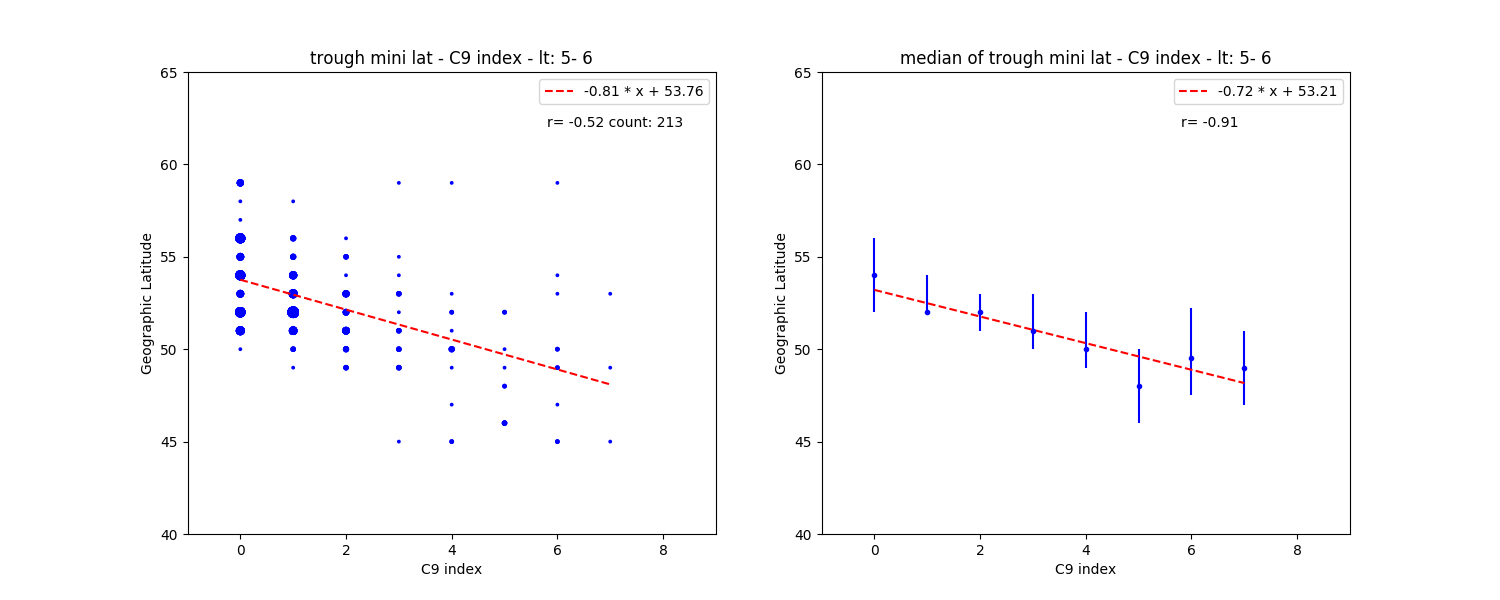 trough mini lat - C9 index - lt: 5- 6
-0.81 * x + 53.76
r= -0.52 count: 213
65
60
55
50
45
40
Geographic Latitude
0
2
4
6
8
C9 index
median of trough mini lat - C9 index - lt: 5- 6
-0.72 * x + 53.21
r= -0.91
65
60
55
50
45
40
Geographic Latitude
0
2
4
6
8
C9 index